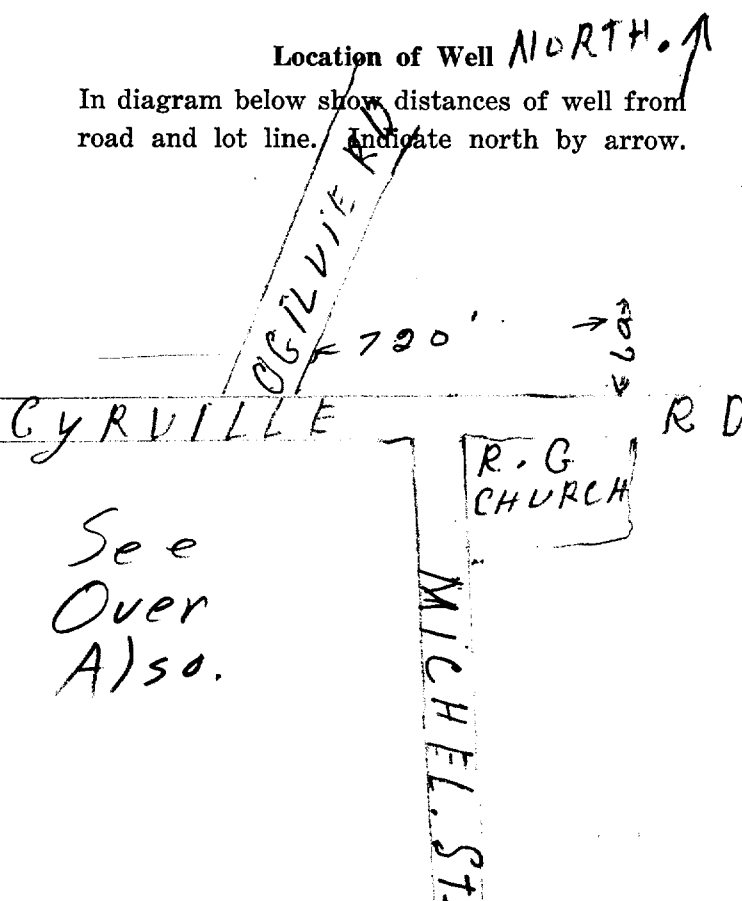 Location of Well NORTH.
In diagram below show distances of well from
road and lot line. Indicate north by arrow.
OGILVIE RD
720'
CYRVILLE RD
R.G
CHURCH
See
Over
Also.
MICHEL. St.